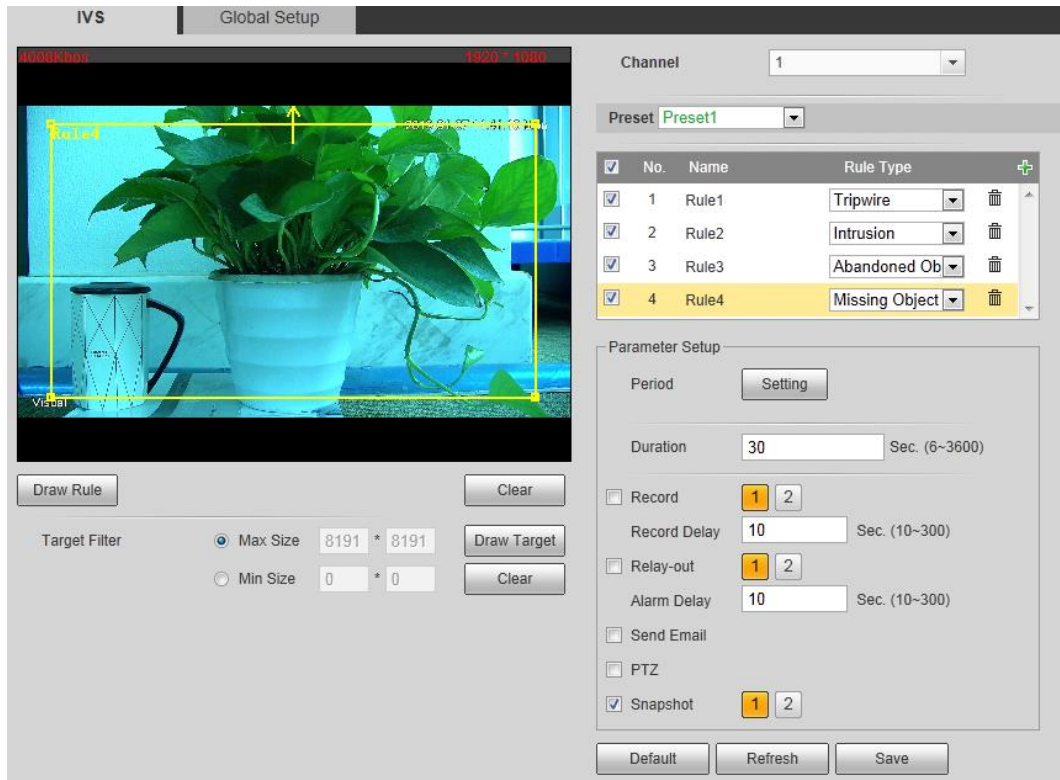 IVS
Global Setup
1920 * 1080
Rule4
Visual
Draw Rule
Clear
Target Filter
Max Size 8191 * 8191
Draw Target
Min Size 0 * 0
Clear
Channel 1
Preset Preset1
No. Name Rule Type
1 Rule1 Tripwire
2 Rule2 Intrusion
3 Rule3 Abandoned Ob
4 Rule4 Missing Object
Parameter Setup
Period Setting
Duration 30 Sec. (6~3600)
Record 1 2
Record Delay 10 Sec. (10~300)
Relay-out 1 2
Alarm Delay 10 Sec. (10~300)
Send Email
PTZ
Snapshot 1 2
Default Refresh Save